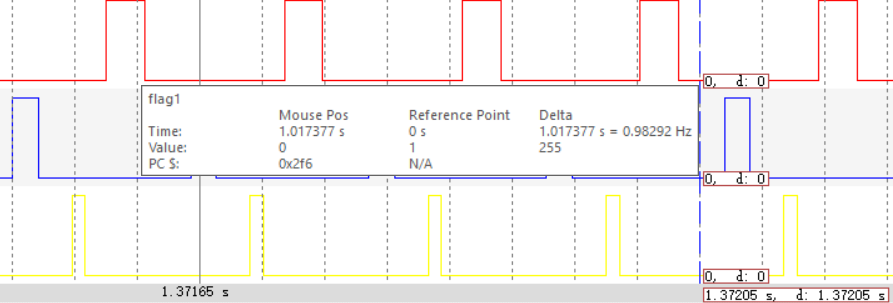 0, d: 0
flag1
Mouse Pos Reference Point Delta
Time: 1.017377 s 0 s 1.017377 s = 0.98292 Hz
Value: 0 1 255
PC $: 0x2f6 N/A
0, d: 0
0, d: 0
1.37165 s
1.37205 s, d: 1.37205 s